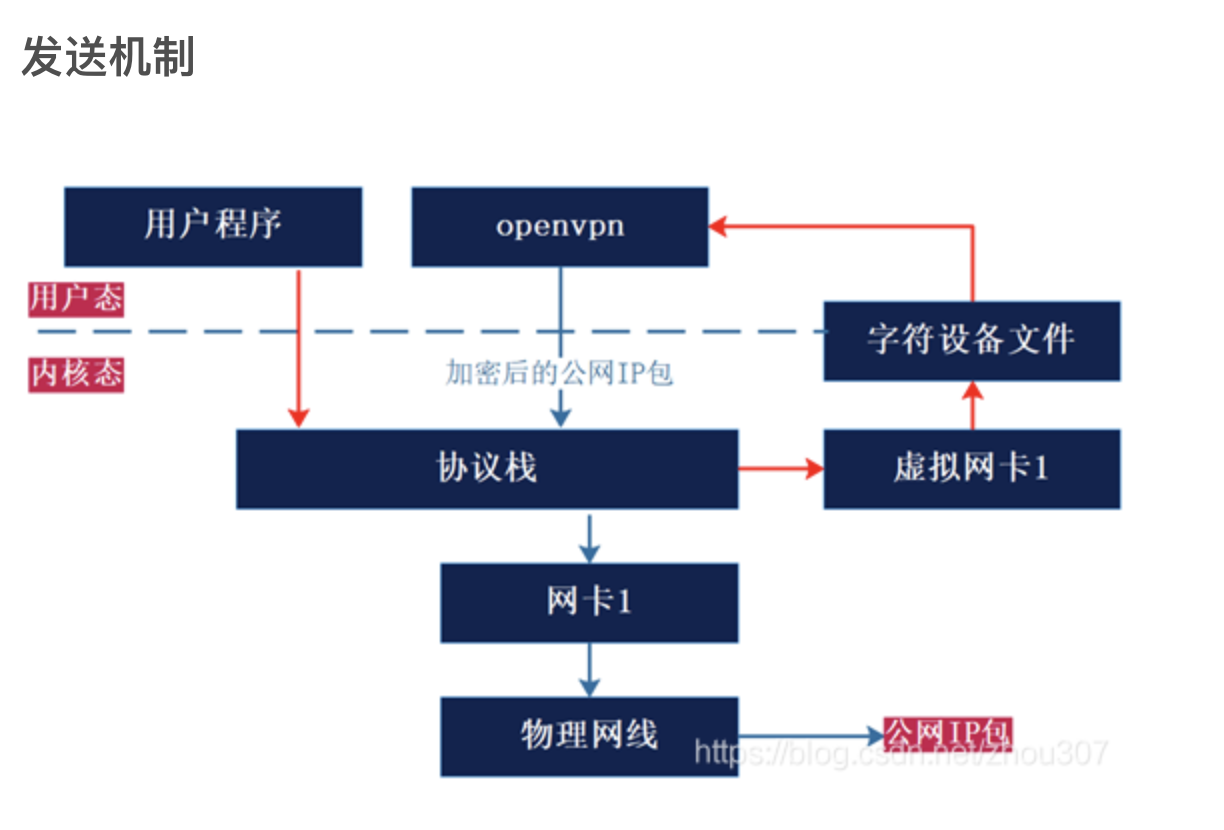 发送机制
用户程序
openvpn
用户态
字符设备文件
内核态
加密后的公网IP包
协议栈
虚拟网卡1
网卡1
物理网线
公网IP包
https://blog.csdn.net/zhou307